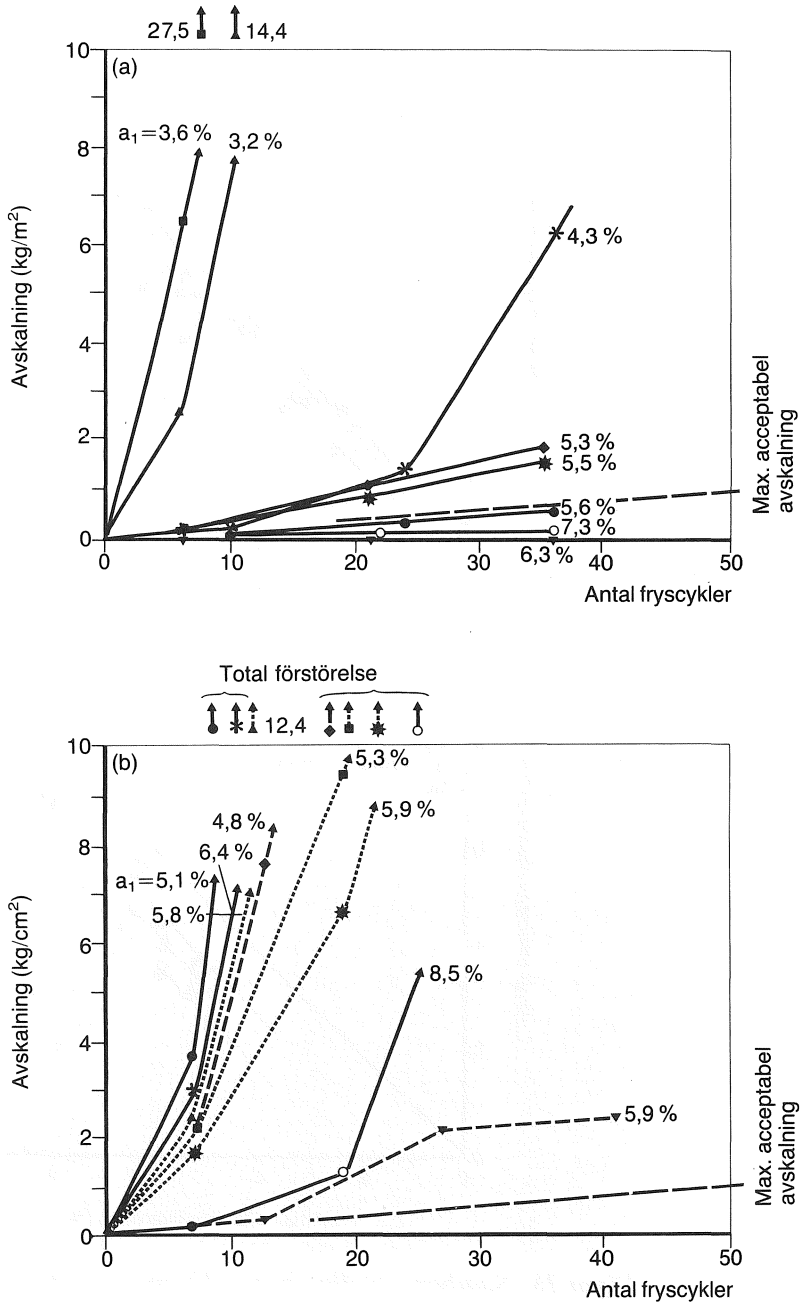 27,5 14,4
10
(a)
a₁=3,6 %
3,2 %
8
6
4,3 %
4
2
5,3 %
5,5 %
5,6 %
7,3 %
6,3 %
0
0 10 20 30 40 50
Antal fryscykler
Avskalning (kg/m²)
Max. acceptabel
avskalning
Total förstörelse
12,4
10
(b)
5,3 %
5,9 %
4,8 %
6,4 %
a₁=5,1 %
5,8 %
8
6
8,5 %
4
5,9 %
2
0
0 10 20 30 40 50
Antal fryscykler
Avskalning (kg/cm²)
Max. acceptabel
avskalning